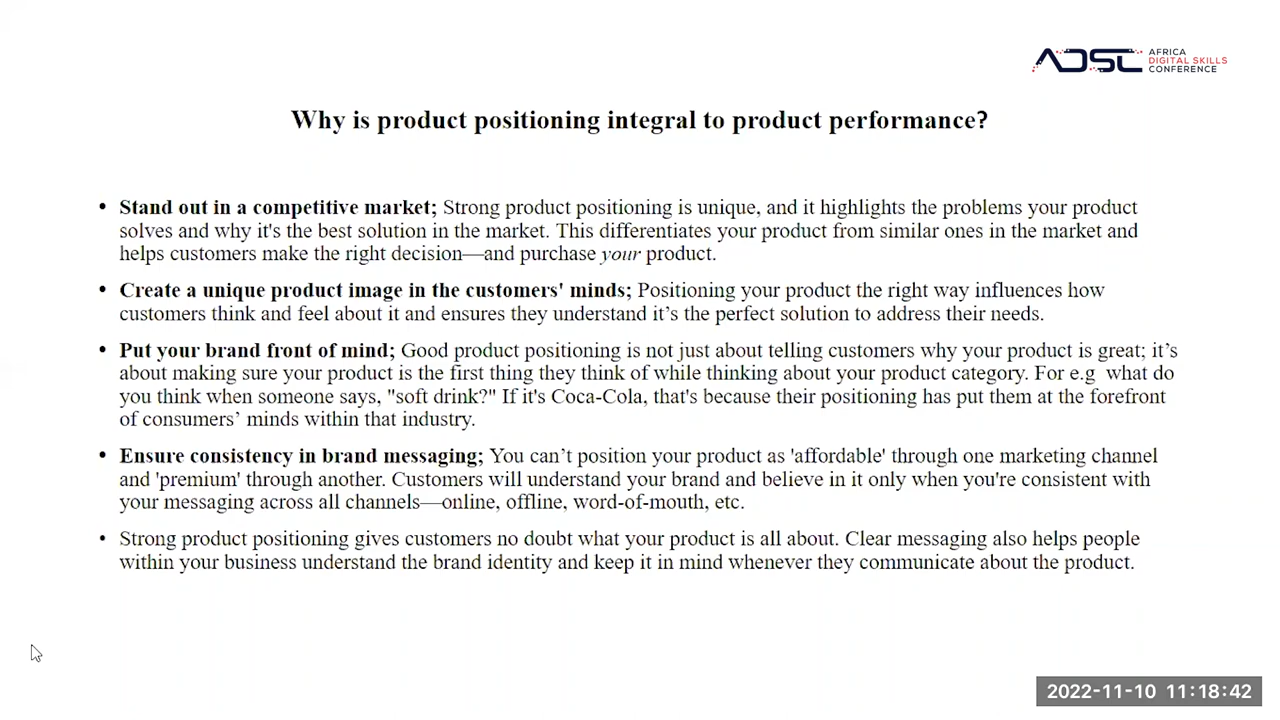 AFRICA
DIGITAL SKILLS
CONFERENCE
Why is product positioning integral to product performance?
• Stand out in a competitive market; Strong product positioning is unique, and it highlights the problems your product
solves and why it's the best solution in the market. This differentiates your product from similar ones in the market and
helps customers make the right decision—and purchase your product.
• Create a unique product image in the customers' minds; Positioning your product the right way influences how
customers think and feel about it and ensures they understand it’s the perfect solution to address their needs.
• Put your brand front of mind; Good product positioning is not just about telling customers why your product is great; it’s
about making sure your product is the first thing they think of while thinking about your product category. For e.g what do
you think when someone says, "soft drink?" If it's Coca-Cola, that's because their positioning has put them at the forefront
of consumers’ minds within that industry.
• Ensure consistency in brand messaging; You can’t position your product as 'affordable' through one marketing channel
and 'premium' through another. Customers will understand your brand and believe in it only when you're consistent with
your messaging across all channels—online, offline, word-of-mouth, etc.
• Strong product positioning gives customers no doubt what your product is all about. Clear messaging also helps people
within your business understand the brand identity and keep it in mind whenever they communicate about the product.
ADSC
2022-11-10 11:18:42